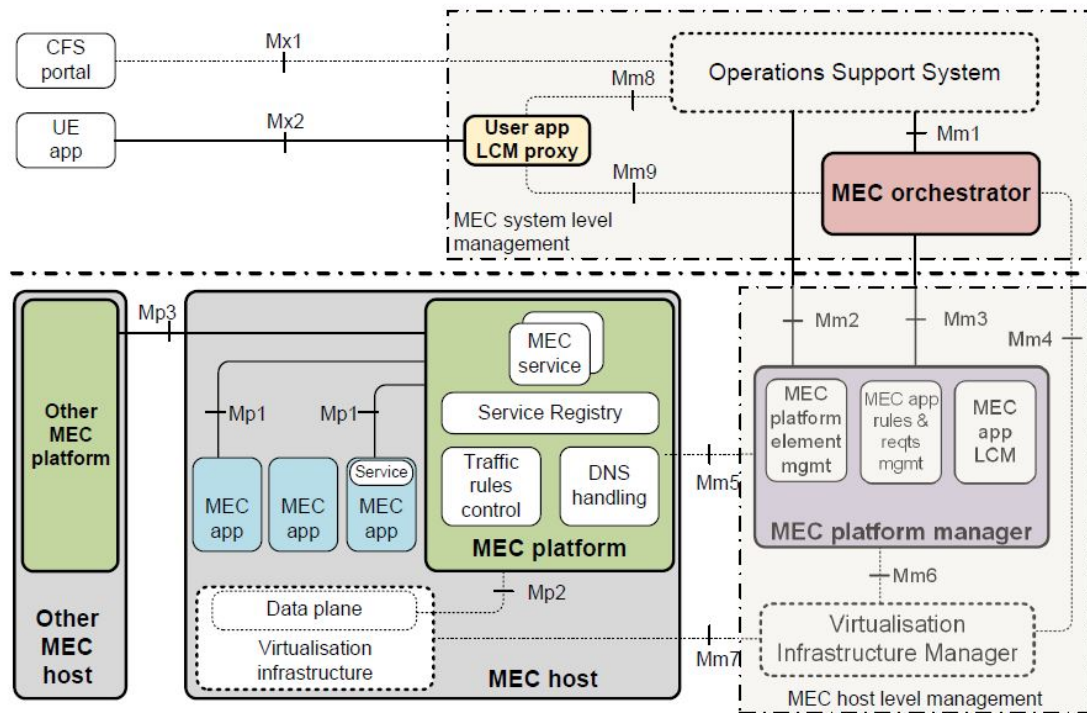 CFS
portal
Mx1
Operations Support System
Mm8
UE
app
Mx2
User app
LCM proxy
Mm1
Mm9
MEC orchestrator
MEC system level
management
Other
MEC
platform
Other
MEC
host
Mp3
MEC
service
Mp1
Mp1
Service Registry
MEC
app
MEC
app
Service
MEC
app
Traffic
rules
control
DNS
handling
MEC platform
Mp2
Data plane
Virtualisation
infrastructure
MEC host
Mm2
Mm3
Mm4
Mm5
MEC
platform
element
mgmt
MEC app
rules &
reqts
mgmt
MEC
app
LCM
MEC platform manager
Mm6
Mm7
Virtualisation
Infrastructure Manager
MEC host level management